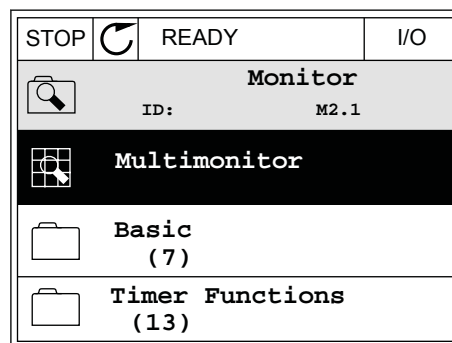 STOP READY I/O
Monitor
ID: M2.1
Multimonitor
Basic
(7)
Timer Functions
(13)